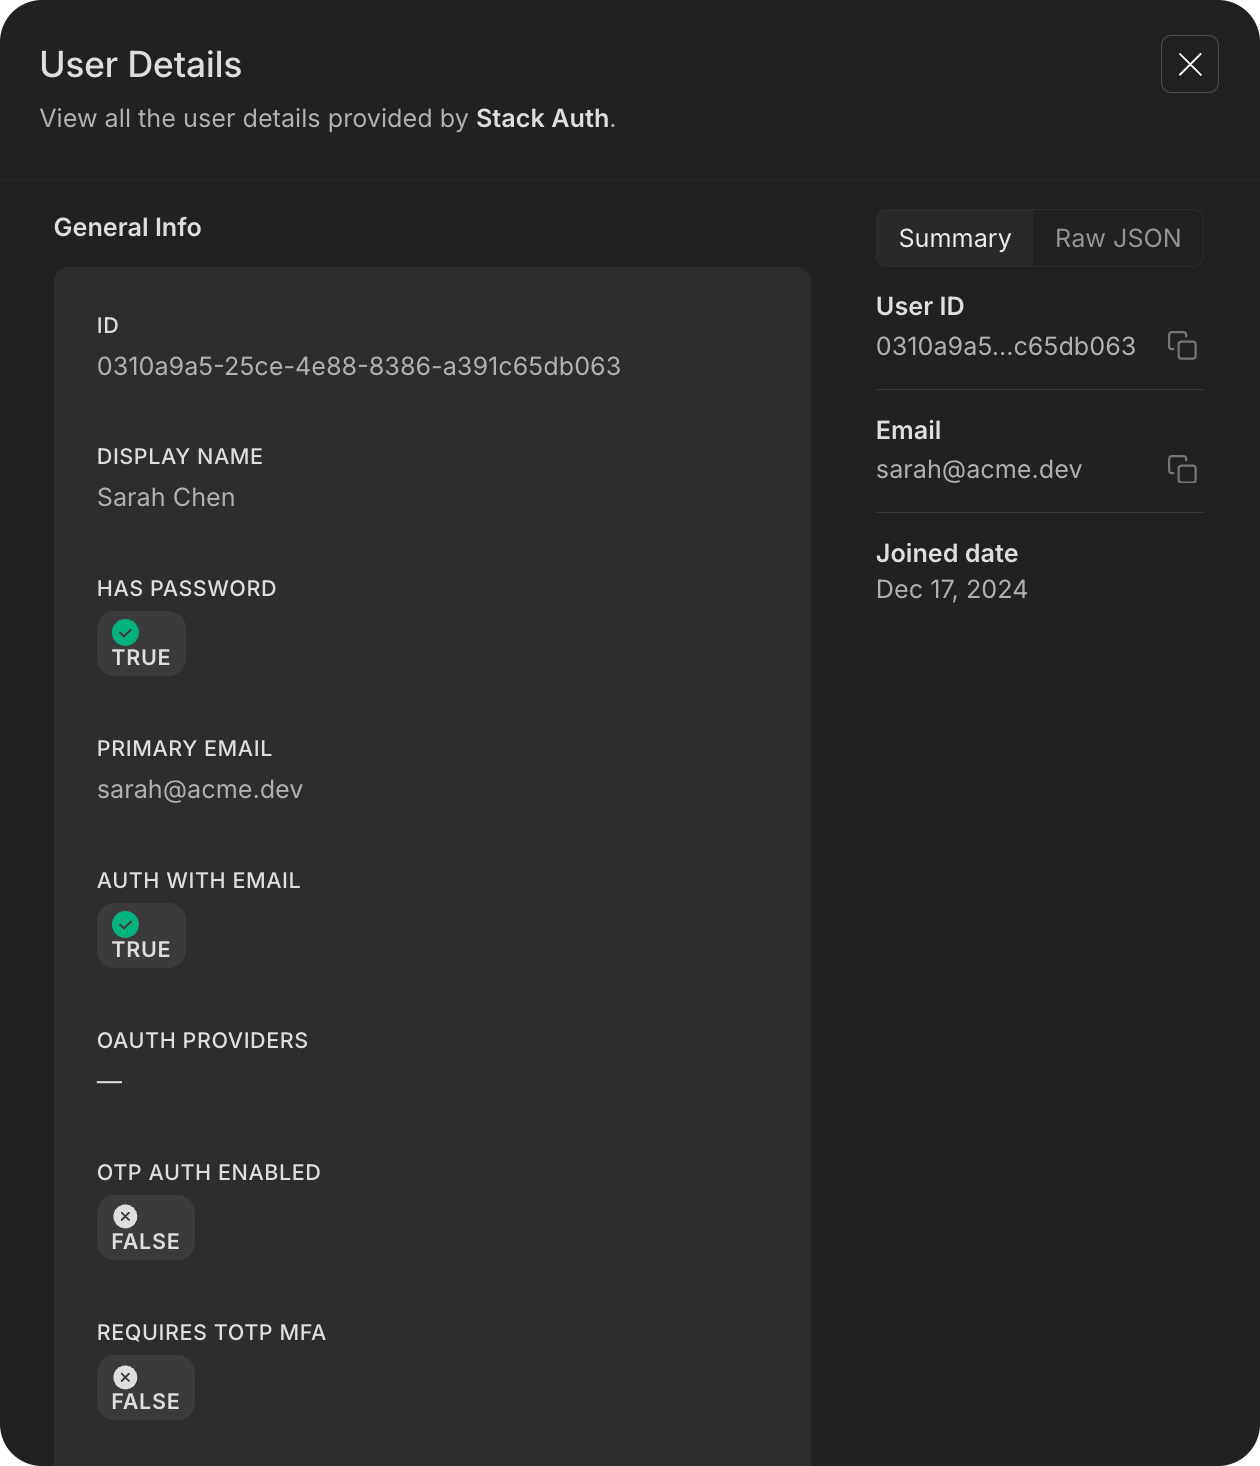 User Details
View all the user details provided by Stack Auth.
General Info
ID
0310a9a5-25ce-4e88-8386-a391c65db063
DISPLAY NAME
Sarah Chen
HAS PASSWORD
TRUE
PRIMARY EMAIL
sarah@acme.dev
AUTH WITH EMAIL
TRUE
OAUTH PROVIDERS
—
OTP AUTH ENABLED
FALSE
REQUIRES TOTP MFA
FALSE
Summary
Raw JSON
User ID
0310a9a5...c65db063
Email
sarah@acme.dev
Joined date
Dec 17, 2024